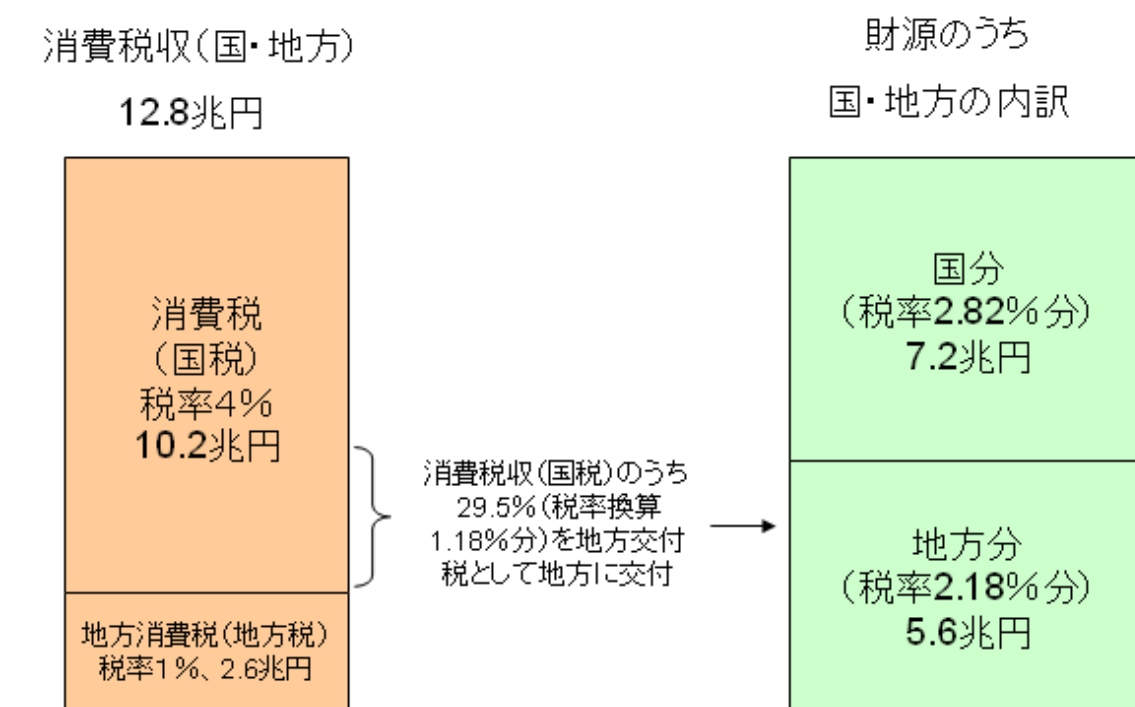 消費税収(国・地方)
12.8兆円
消費税
(国税)
税率4%
10.2兆円
地方消費税(地方税)
税率1%、2.6兆円
消費税収(国税)のうち
29.5%(税率換算
1.18%分)を地方交付
税として地方に交付
財源のうち
国・地方の内訳
国分
(税率2.82%分)
7.2兆円
地方分
(税率2.18%分)
5.6兆円